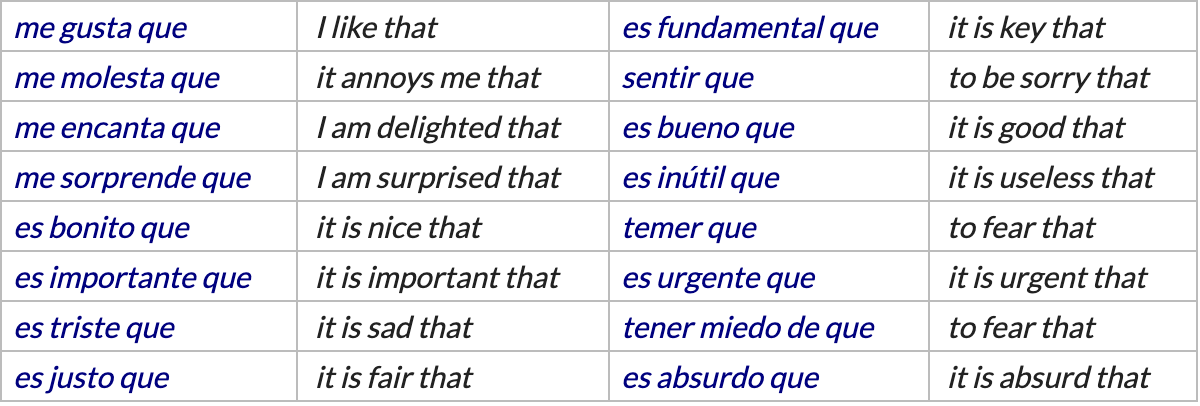 me gusta que I like that es fundamental que it is key that
me molesta que it annoys me that sentir que to be sorry that
me encanta que I am delighted that es bueno que it is good that
me sorprende que I am surprised that es inútil que it is useless that
es bonito que it is nice that temer que to fear that
es importante que it is important that es urgente que it is urgent that
es triste que it is sad that tener miedo de que to fear that
es justo que it is fair that es absurdo que it is absurd that